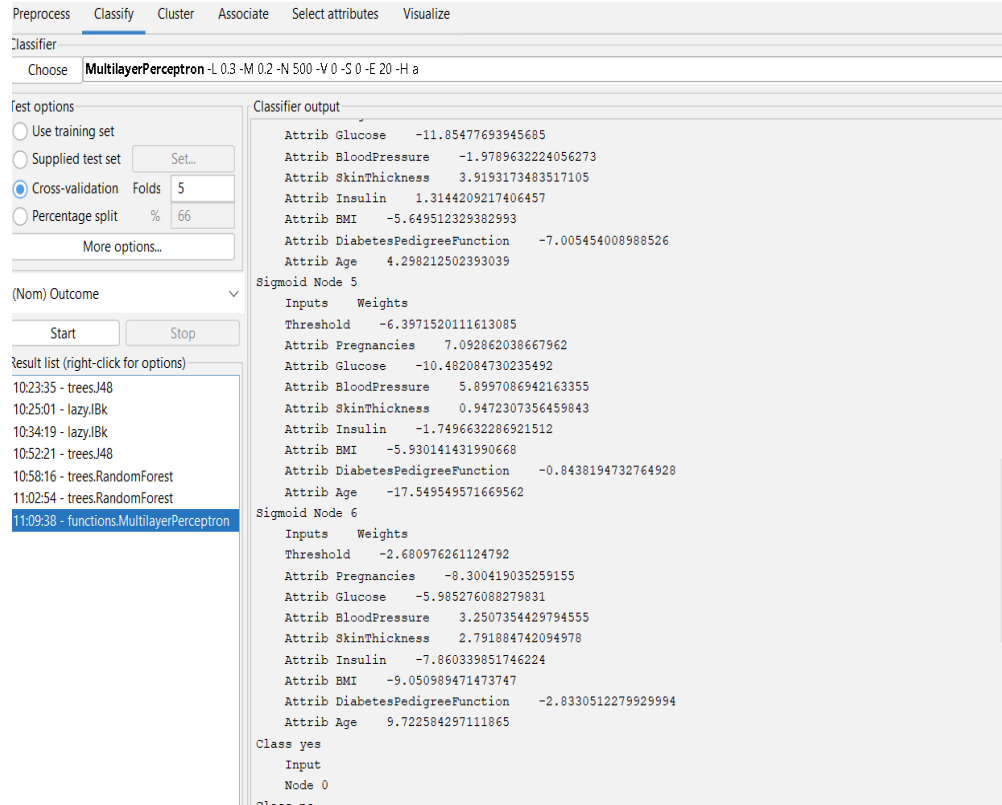 Preprocess Classify Cluster Associate Select attributes Visualize
Classifier
Choose MultilayerPerceptron -L 0.3 -M 0.2 -N 500 -V 0 -S 0 -E 20 -H a
Test options
Use training set
Supplied test set Set...
Cross-validation Folds 5
Percentage split % 66
More options...
(Nom) Outcome
Start Stop
Result list (right-click for options)
10:23:35 - trees.J48
10:25:01 - lazy.IBk
10:34:19 - lazy.IBk
10:52:21 - trees.J48
10:58:16 - trees.RandomForest
11:02:54 - trees.RandomForest
11:09:38 - functions.MultilayerPerceptron
Classifier output
Attrib Glucose -11.85477693945685
Attrib BloodPressure -1.9789632224056273
Attrib SkinThickness 3.9193173483517105
Attrib Insulin 1.3144209217406457
Attrib BMI -5.649512329382993
Attrib DiabetesPedigreeFunction -7.005454008988526
Attrib Age 4.298212502393039
Sigmoid Node 5
Inputs Weights
Threshold -6.3971520111613085
Attrib Pregnancies 7.092862038667962
Attrib Glucose -10.482084730235492
Attrib BloodPressure 5.8997086942163355
Attrib SkinThickness 0.9472307356459843
Attrib Insulin -1.7496632286921512
Attrib BMI -5.930141431990668
Attrib DiabetesPedigreeFunction -0.8438194732764928
Attrib Age -17.549549571669562
Sigmoid Node 6
Inputs Weights
Threshold -2.680976261124792
Attrib Pregnancies -8.300419035259155
Attrib Glucose -5.985276088279831
Attrib BloodPressure 3.2507354429794555
Attrib SkinThickness 2.791884742094978
Attrib Insulin -7.860339851746224
Attrib BMI -9.050989471473747
Attrib DiabetesPedigreeFunction -2.8330512279929994
Attrib Age 9.722584297111865
Class yes
Input
Node 0